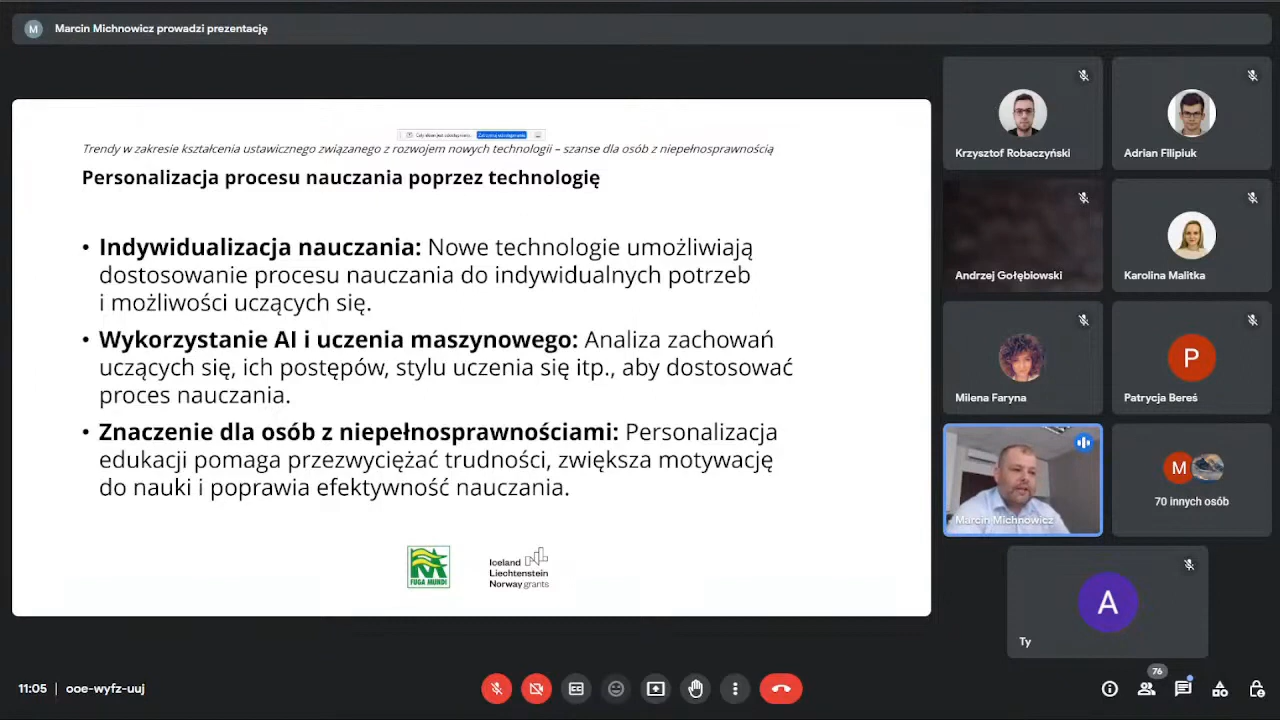 M Marcin Michnowicz prowadzi prezentację
Trendy w zakresie kształcenia ustawicznego związanego z rozwojem nowych technologii – szanse dla osób z niepełnosprawnością
Personalizacja procesu nauczania poprzez technologię
• Indywidualizacja nauczania: Nowe technologie umożliwiają
dostosowanie procesu nauczania do indywidualnych potrzeb
i możliwości uczących się.
• Wykorzystanie AI i uczenia maszynowego: Analiza zachowań
uczących się, ich postępów, stylu uczenia się itp., aby dostosować
proces nauczania.
• Znaczenie dla osób z niepełnosprawnościami: Personalizacja
edukacji pomaga przezwyciężać trudności, zwiększa motywację
do nauki i poprawia efektywność nauczania.
FUGA MUNDI
Iceland
Liechtenstein
Norway grants
Krzysztof Robaczyński
Adrian Filipiuk
Andrzej Gołębiowski
Karolina Malitka
Milena Faryna
P
Patrycja Bereś
Marcin Michnowicz
M
70 innych osób
A
Ty
11:05 | ooe-wyfz-uuj
76